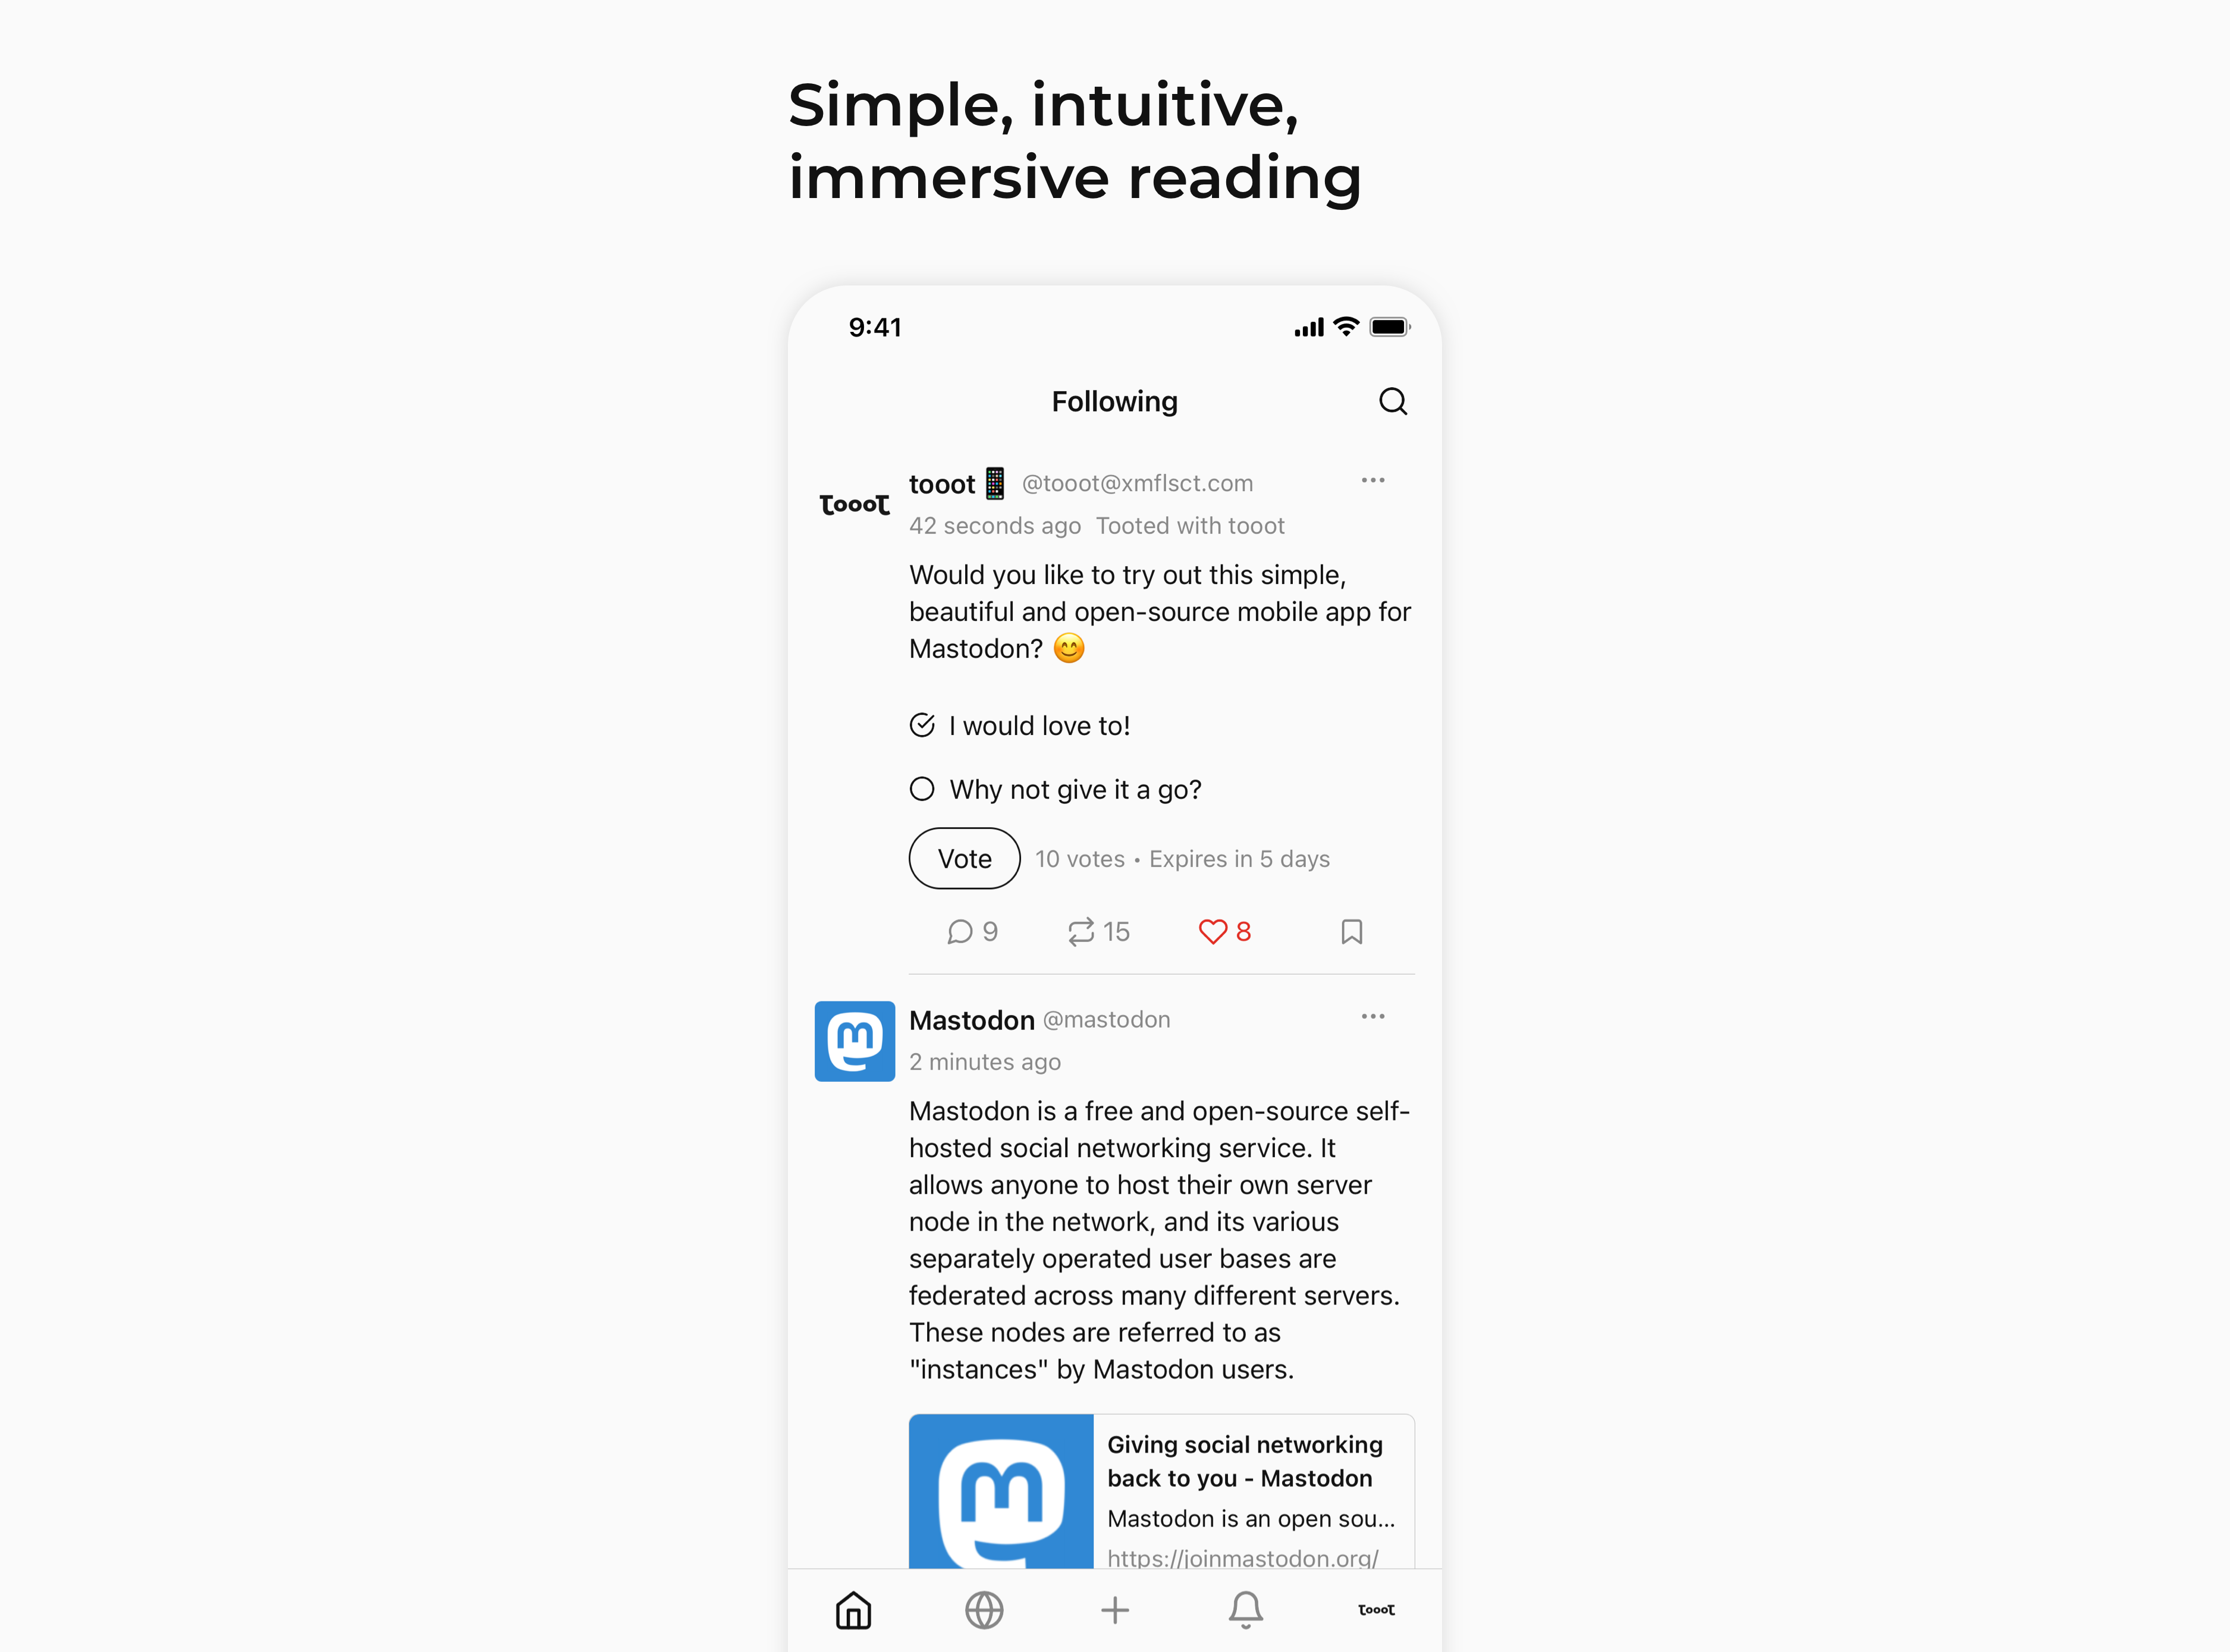 Simple, intuitive,
immersive reading
9:41
Following
tooot
tooot📱 @tooot@xmflsct.com
42 seconds ago Tooted with tooot
Would you like to try out this simple,
beautiful and open-source mobile app for
Mastodon? 😊
I would love to!
Why not give it a go?
Vote 10 votes • Expires in 5 days
9 15 8
Mastodon @mastodon
2 minutes ago
Mastodon is a free and open-source self-
hosted social networking service. It
allows anyone to host their own server
node in the network, and its various
separately operated user bases are
federated across many different servers.
These nodes are referred to as
"instances" by Mastodon users.
Giving social networking
back to you - Mastodon
Mastodon is an open sou...
https://joinmastodon.org/
tooot